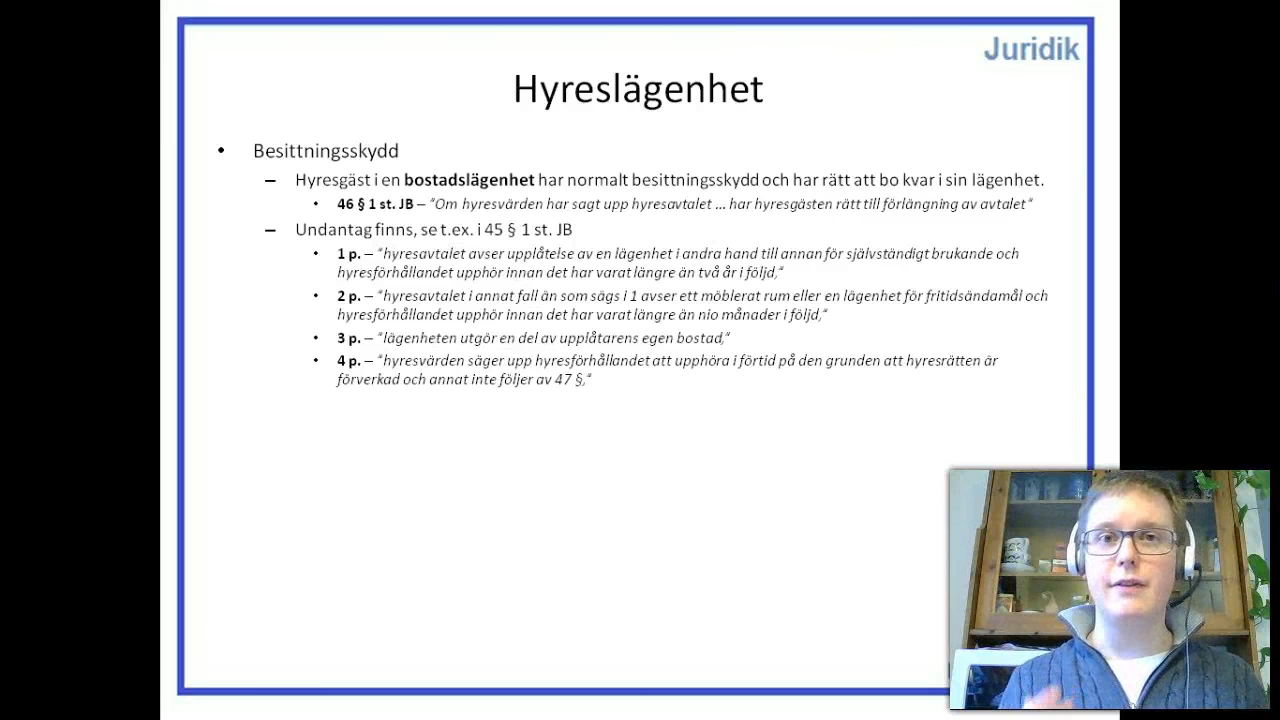 Juridik
Hyreslägenhet
• Besittningsskydd
– Hyresgäst i en bostadslägenhet har normalt besittningsskydd och har rätt att bo kvar i sin lägenhet.
• 46 § 1 st. JB – "Om hyresvärden har sagt upp hyresavtalet ... har hyresgästen rätt till förlängning av avtalet"
– Undantag finns, se t.ex. i 45 § 1 st. JB
• 1 p. – "hyresavtalet avser upplåtelse av en lägenhet i andra hand till annan för självständigt brukande och
hyresförhållandet upphör innan det har varat längre än två år i följd,"
• 2 p. – "hyresavtalet i annat fall än som sägs i 1 avser ett möblerat rum eller en lägenhet för fritidsändamål och
hyresförhållandet upphör innan det har varat längre än nio månader i följd,"
• 3 p. – "lägenheten utgör en del av upplåtarens egen bostad,"
• 4 p. – "hyresvärden säger upp hyresförhållandet att upphöra i förtid på den grunden att hyresrätten är
förverkad och annat inte följer av 47 §,"